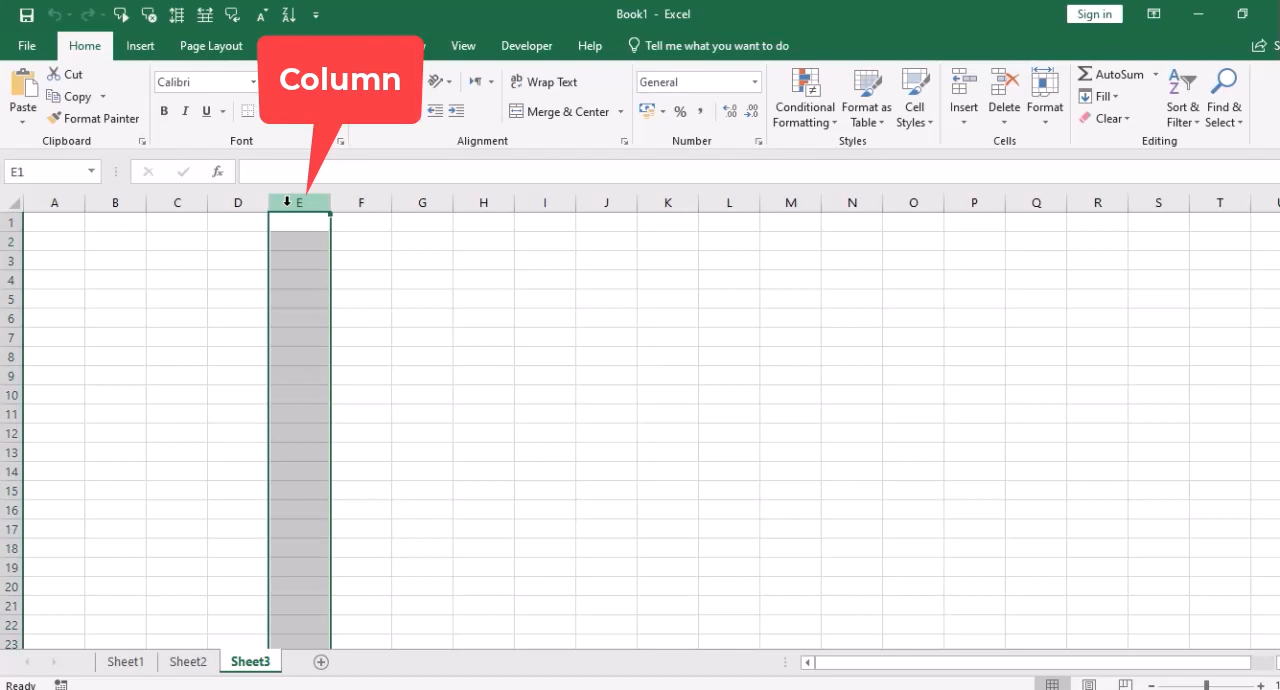 Book1 - Excel
Sign in
File Home Insert Page Layout View Developer Help Tell me what you want to do
Column
Paste
Cut
Copy
Format Painter
Clipboard
Calibri
B I U
Font
Wrap Text
Merge & Center
Alignment
General
% ,
Number
Conditional Formatting
Format as Table
Cell Styles
Styles
Insert Delete Format
Cells
AutoSum
Fill
Clear
Sort & Filter
Find & Select
Editing
E1
fx
A B C D E F G H I J K L M N O P Q R S T
1
2
3
4
5
6
7
8
9
10
11
12
13
14
15
16
17
18
19
20
21
22
23
Sheet1 Sheet2 Sheet3
Ready